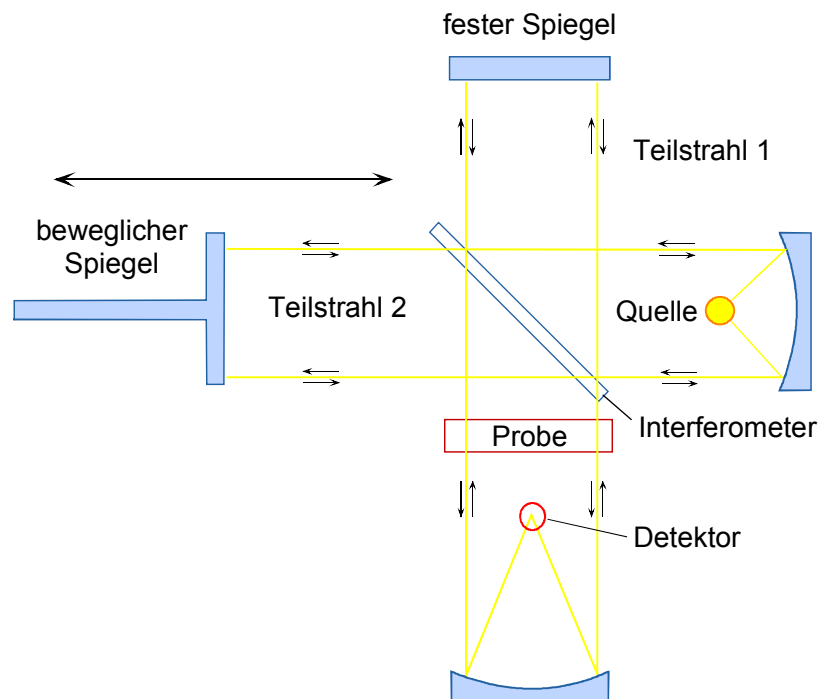 fester Spiegel
Teilstrahl 1
beweglicher
Spiegel
Teilstrahl 2
Quelle
Probe
Interferometer
Detektor